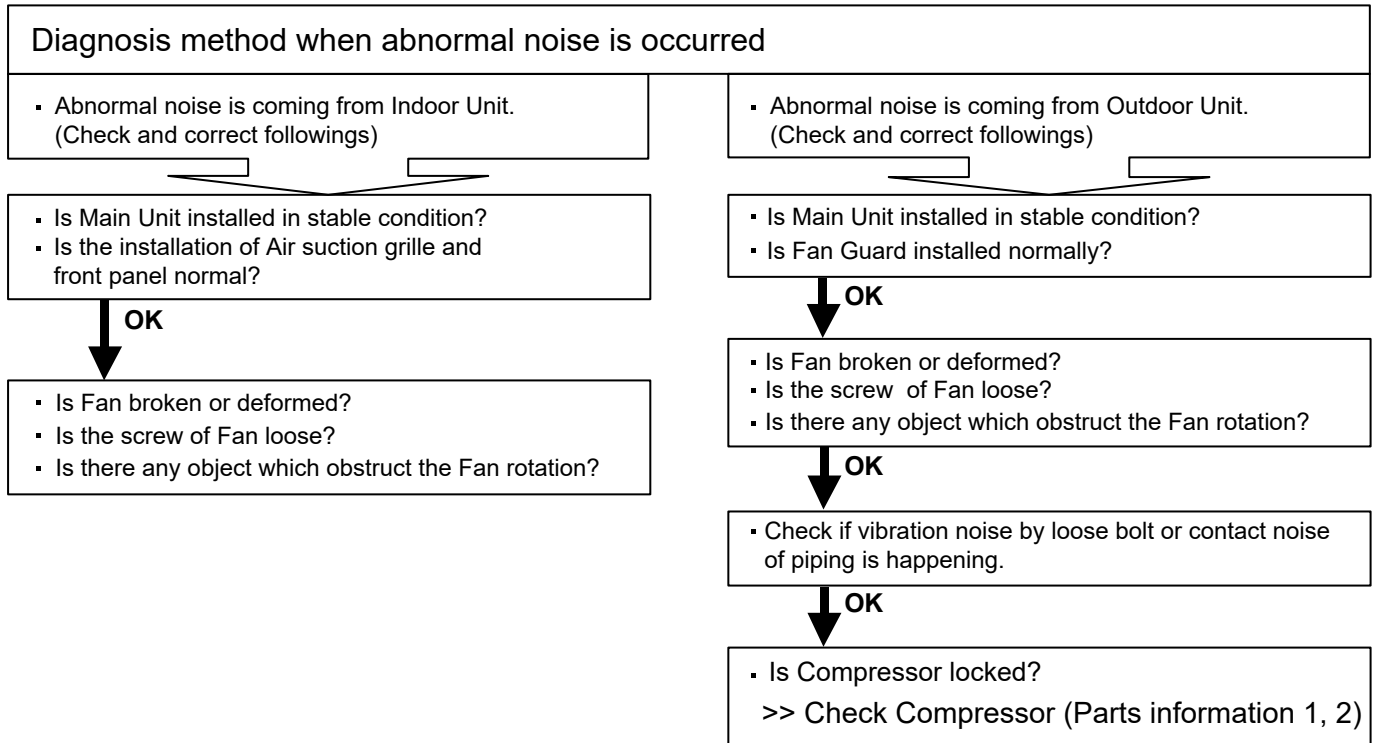 Diagnosis method when abnormal noise is occurred
▪ Abnormal noise is coming from Indoor Unit.
(Check and correct followings)
▪ Is Main Unit installed in stable condition?
▪ Is the installation of Air suction grille and
front panel normal?
OK
▪ Is Fan broken or deformed?
▪ Is the screw of Fan loose?
▪ Is there any object which obstruct the Fan rotation?
▪ Abnormal noise is coming from Outdoor Unit.
(Check and correct followings)
▪ Is Main Unit installed in stable condition?
▪ Is Fan Guard installed normally?
OK
▪ Is Fan broken or deformed?
▪ Is the screw of Fan loose?
▪ Is there any object which obstruct the Fan rotation?
OK
▪ Check if vibration noise by loose bolt or contact noise
of piping is happening.
OK
▪ Is Compressor locked?
>> Check Compressor (Parts information 1, 2)